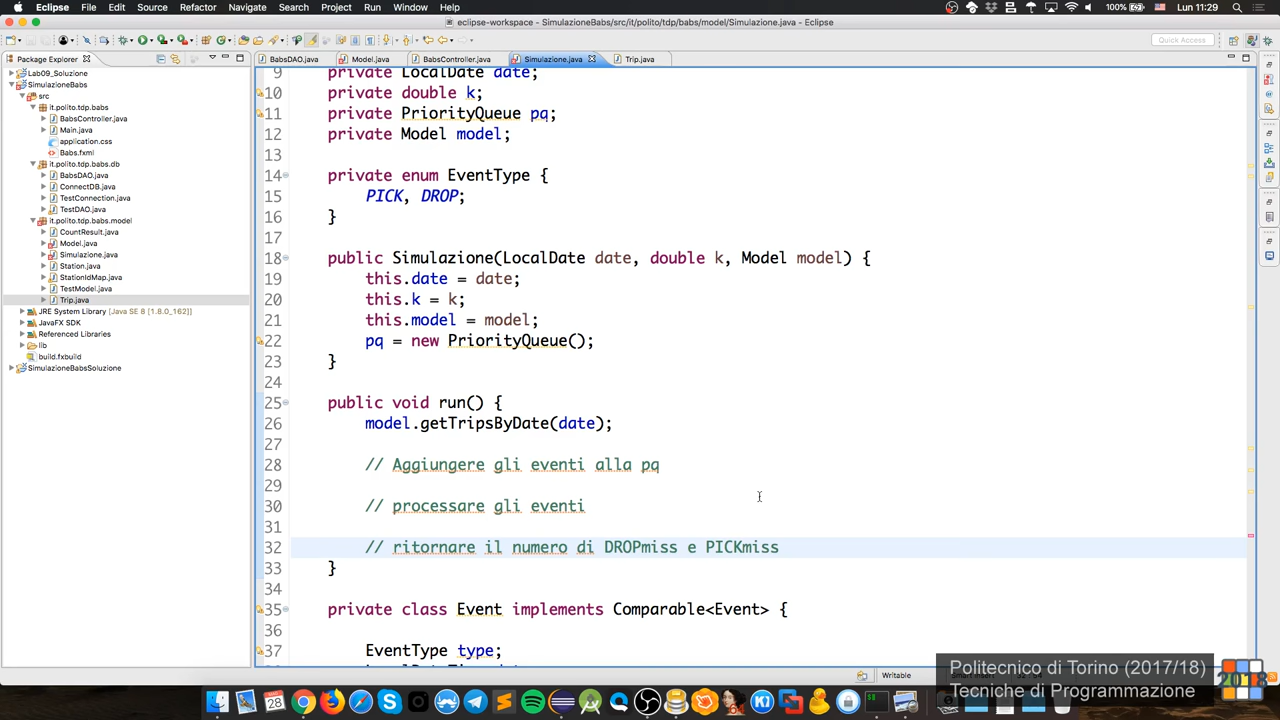 Eclipse File Edit Source Refactor Navigate Search Project Run Window Help 100% Lun 11:29
eclipse-workspace - SimulazioneBabs/src/it/polito/tdp/babs/model/Simulazione.java - Eclipse
Quick Access
Package Explorer
BabsDAO.java Model.java BabsController.java Simulazione.java Trip.java
Lab09_Soluzione
SimulazioneBabs
src
it.polito.tdp.babs
BabsController.java
Main.java
application.css
Babs.fxml
it.polito.tdp.babs.db
BabsDAO.java
ConnectDB.java
TestConnection.java
TestDAO.java
it.polito.tdp.babs.model
CountResult.java
Model.java
Simulazione.java
Station.java
StationIdMap.java
TestModel.java
Trip.java
JRE System Library [Java SE 8 [1.8.0_162]]
JavaFX SDK
Referenced Libraries
lib
build.fxbuild
SimulazioneBabsSoluzione
9 private LocalDate date;
10 private double k;
11 private PriorityQueue pq;
12 private Model model;
13
14 private enum EventType {
15 PICK, DROP;
16 }
17
18 public Simulazione(LocalDate date, double k, Model model) {
19 this.date = date;
20 this.k = k;
21 this.model = model;
22 pq = new PriorityQueue();
23 }
24
25 public void run() {
26 model.getTripsByDate(date);
27
28 // Aggiungere gli eventi alla pq
29
30 // processare gli eventi
31
32 // ritornare il numero di DROPmiss e PICKmiss
33 }
34
35 private class Event implements Comparable<Event> {
36
37 EventType type;
Writable
Politecnico di Torino (2017/18)
Tecniche di Programmazione
2018